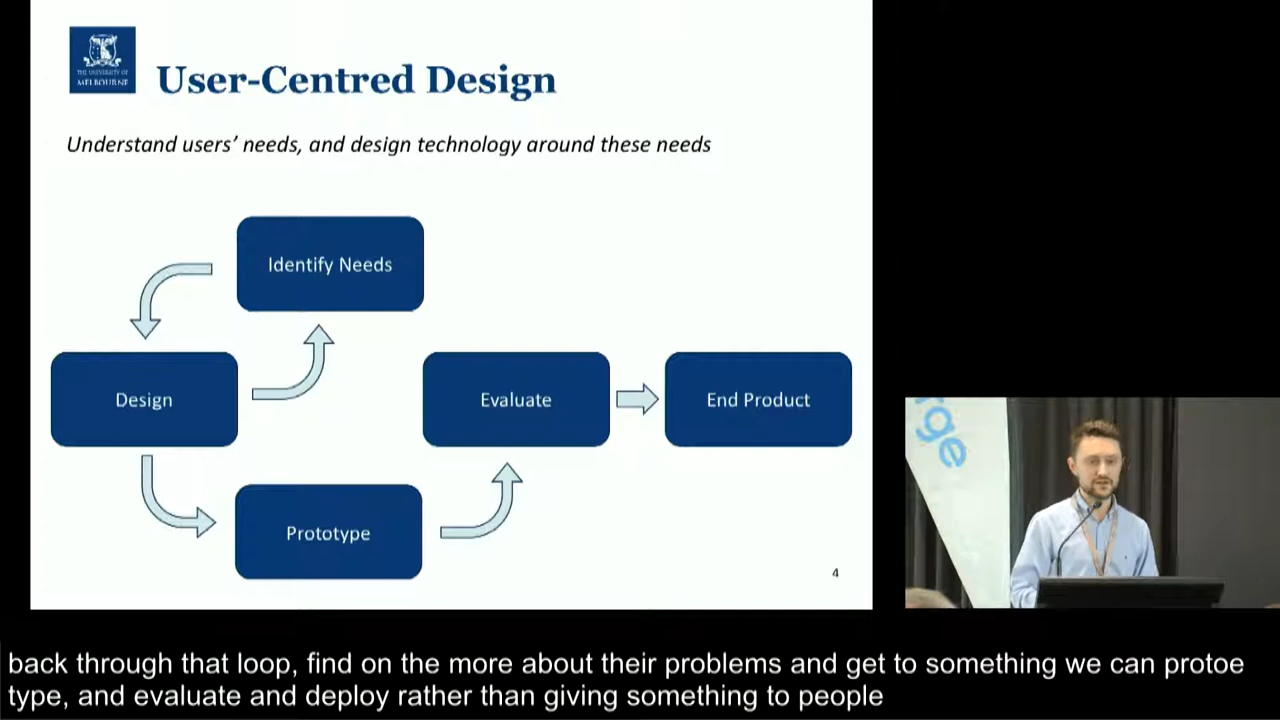 THE UNIVERSITY OF
MELBOURNE
User-Centred Design
Understand users’ needs, and design technology around these needs
Identify Needs
Design
Evaluate
End Product
Prototype
4
rge
back through that loop, find on the more about their problems and get to something we can protoe
type, and evaluate and deploy rather than giving something to people